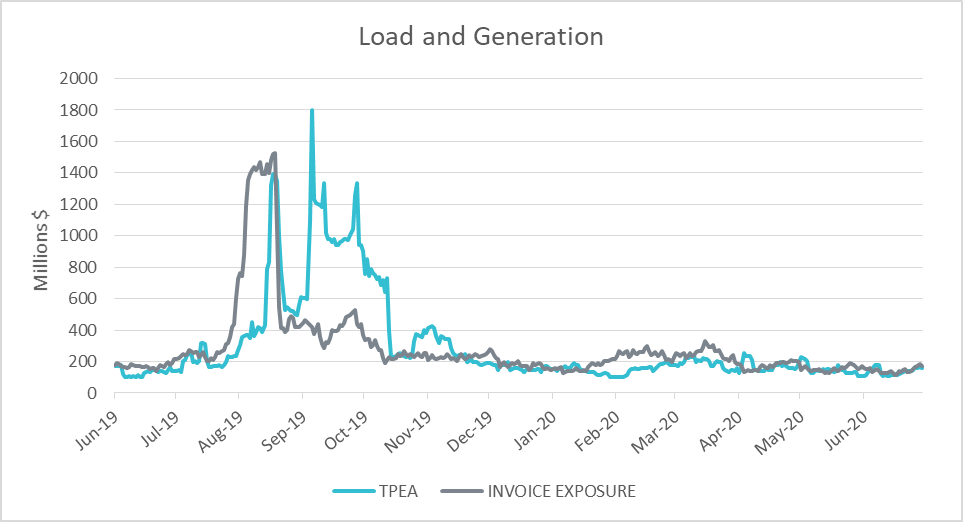 Load and Generation
2000
1800
1600
1400
1200
1000
800
600
400
200
0
Millions $
Jun-19 Jul-19 Aug-19 Sep-19 Oct-19 Nov-19 Dec-19 Jan-20 Feb-20 Mar-20 Apr-20 May-20 Jun-20
TPEA INVOICE EXPOSURE